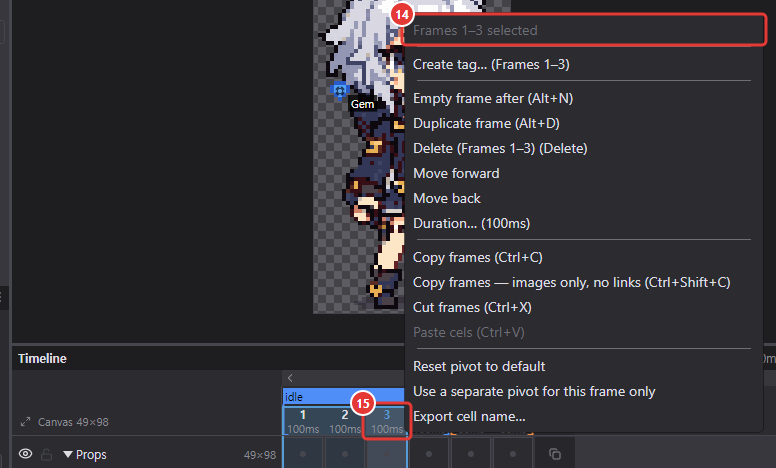 14
Frames 1–3 selected
Create tag... (Frames 1–3)
Gem
Empty frame after (Alt+N)
Duplicate frame (Alt+D)
Delete (Frames 1–3) (Delete)
Move forward
Move back
Duration... (100ms)
Copy frames (Ctrl+C)
Copy frames — images only, no links (Ctrl+Shift+C)
Cut frames (Ctrl+X)
Paste cels (Ctrl+V)
Reset pivot to default
Use a separate pivot for this frame only
Export cell name...
Timeline
idle
15
1 2 3
100ms 100ms 100ms
Canvas 49×98
Props 49×98